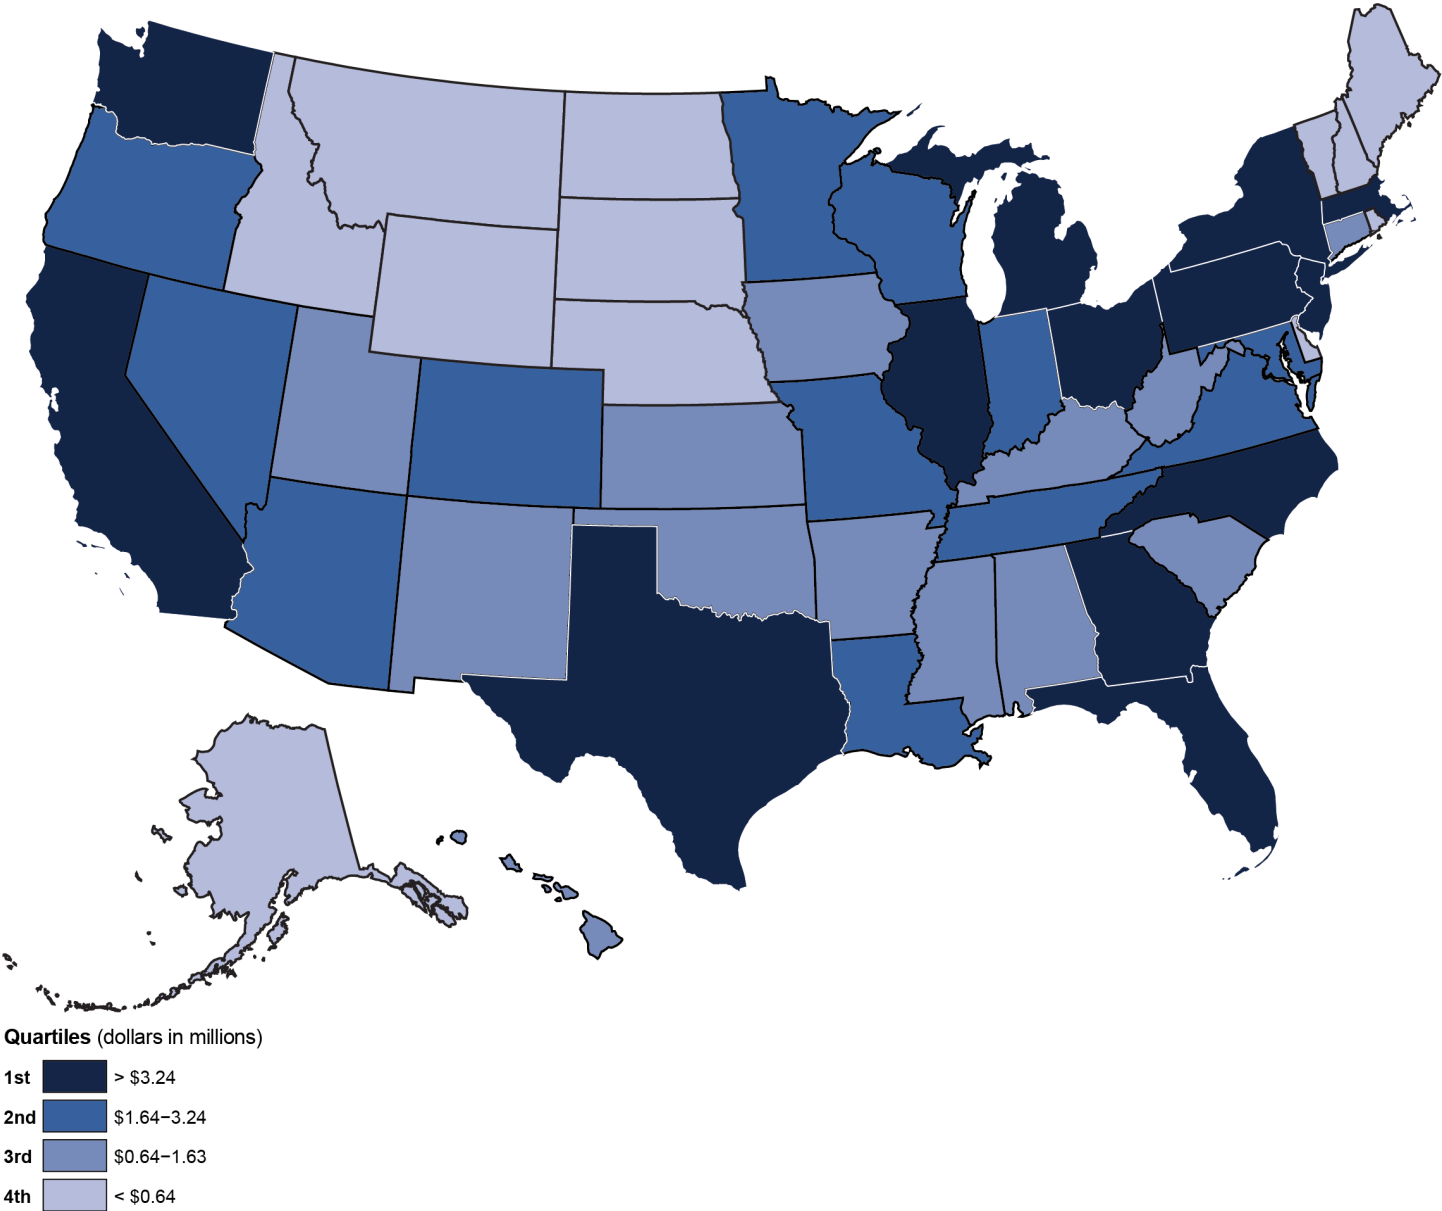 Quartiles (dollars in millions)
1st > $3.24
2nd $1.64−3.24
3rd $0.64−1.63
4th < $0.64